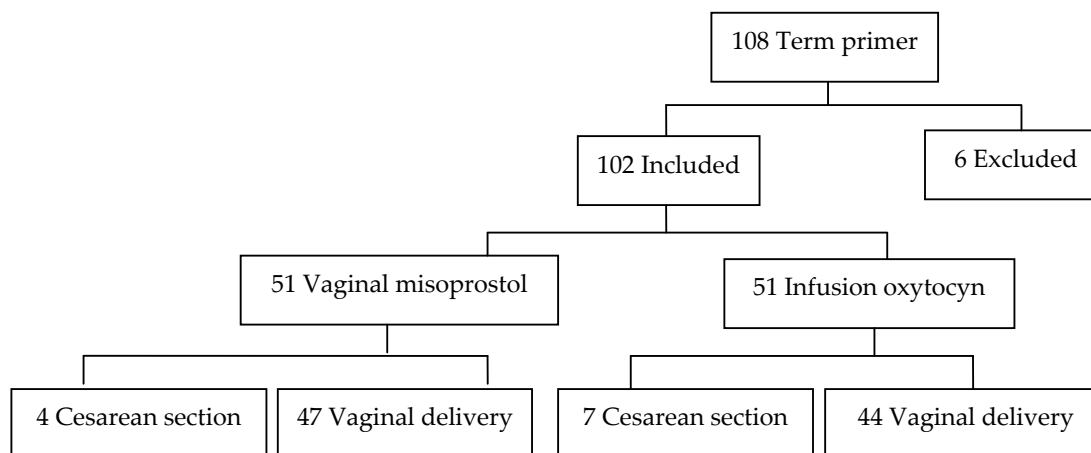 108 Term primer
102 Included
6 Excluded
51 Vaginal misoprostol
51 Infusion oxytocyn
4 Cesarean section
47 Vaginal delivery
7 Cesarean section
44 Vaginal delivery